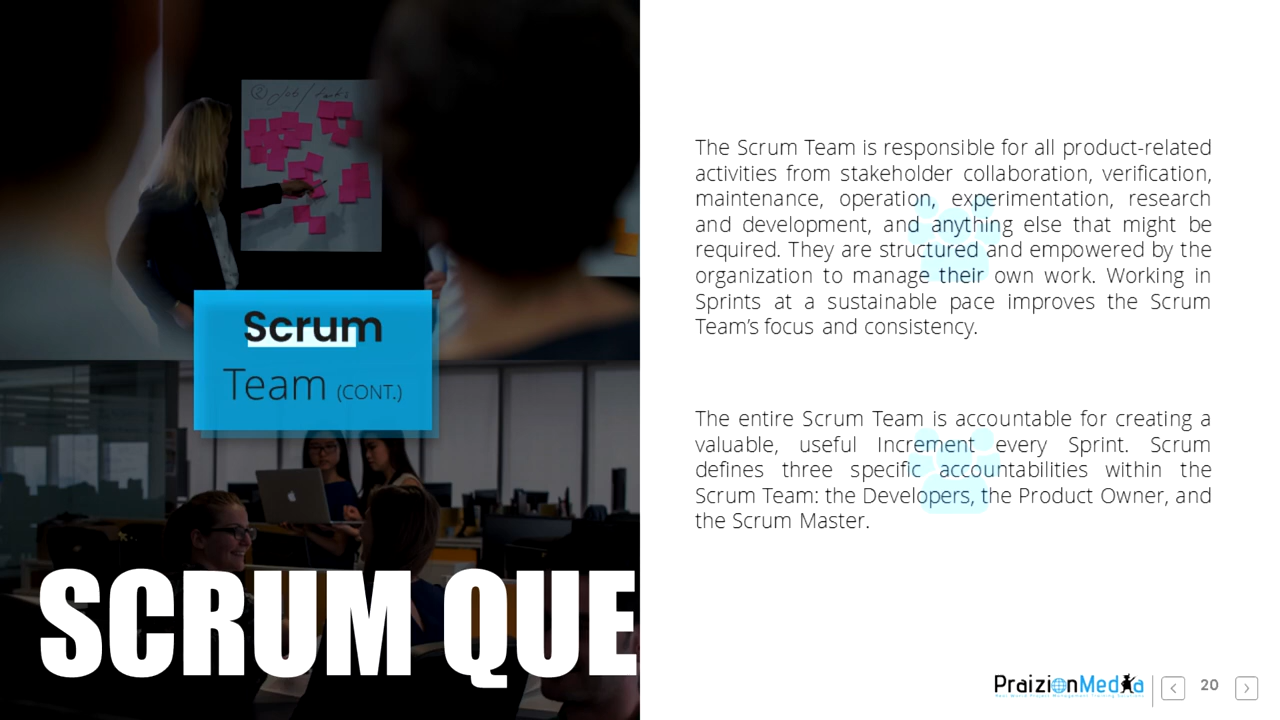 ② Job/tasks
Scrum
Team (CONT.)
SCRUM QUE
The Scrum Team is responsible for all product-related
activities from stakeholder collaboration, verification,
maintenance, operation, experimentation, research
and development, and anything else that might be
required. They are structured and empowered by the
organization to manage their own work. Working in
Sprints at a sustainable pace improves the Scrum
Team’s focus and consistency.
The entire Scrum Team is accountable for creating a
valuable, useful Increment every Sprint. Scrum
defines three specific accountabilities within the
Scrum Team: the Developers, the Product Owner, and
the Scrum Master.
PraizionMedia
20